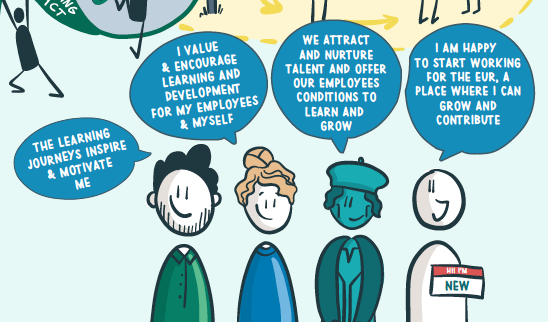 ING
ICT
I VALUE
& ENCOURAGE
LEARNING AND
DEVELOPMENT
FOR MY EMPLOYEES
& MYSELF
WE ATTRACT
AND NURTURE
TALENT AND OFFER
OUR EMPLOYEES
CONDITIONS TO
LEARN AND
GROW
I AM HAPPY
TO START WORKING
FOR THE EUR, A
PLACE WHERE I CAN
GROW AND
CONTRIBUTE
THE LEARNING
JOURNEYS INSPIRE
& MOTIVATE
ME
HI! I'M
NEW